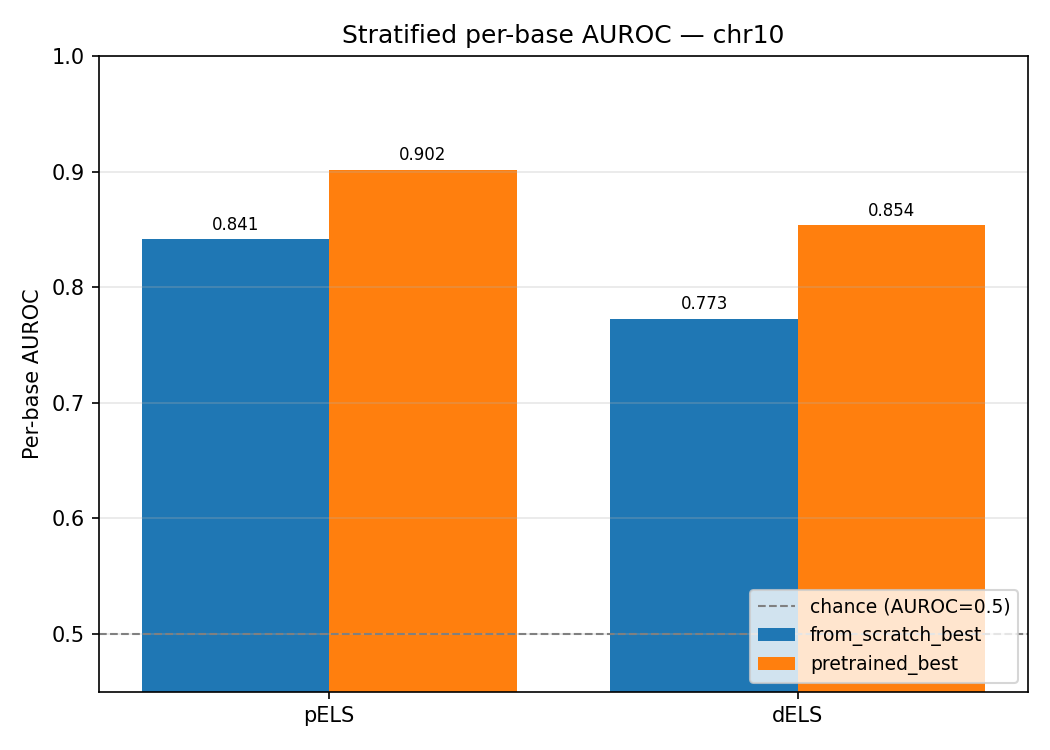 Stratified per-base AUROC — chr10
Per-base AUROC
1.0
0.9
0.8
0.7
0.6
0.5
0.841
0.902
0.773
0.854
chance (AUROC=0.5)
from_scratch_best
pretrained_best
pELS
dELS